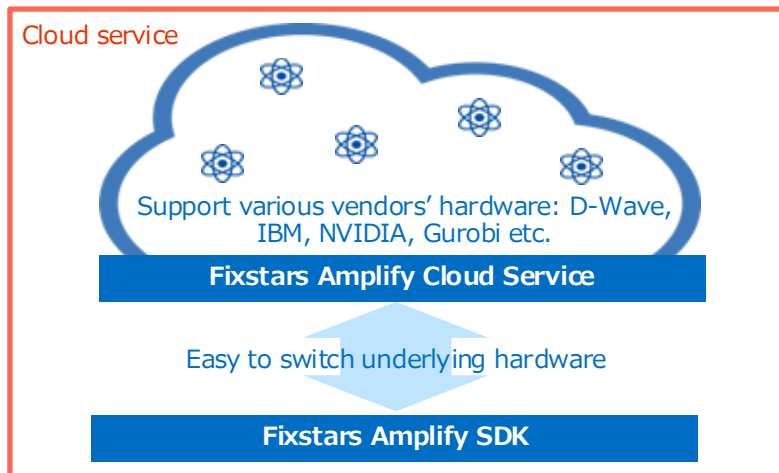 Cloud service
Support various vendors’ hardware: D-Wave,
IBM, NVIDIA, Gurobi etc.
Fixstars Amplify Cloud Service
Easy to switch underlying hardware
Fixstars Amplify SDK